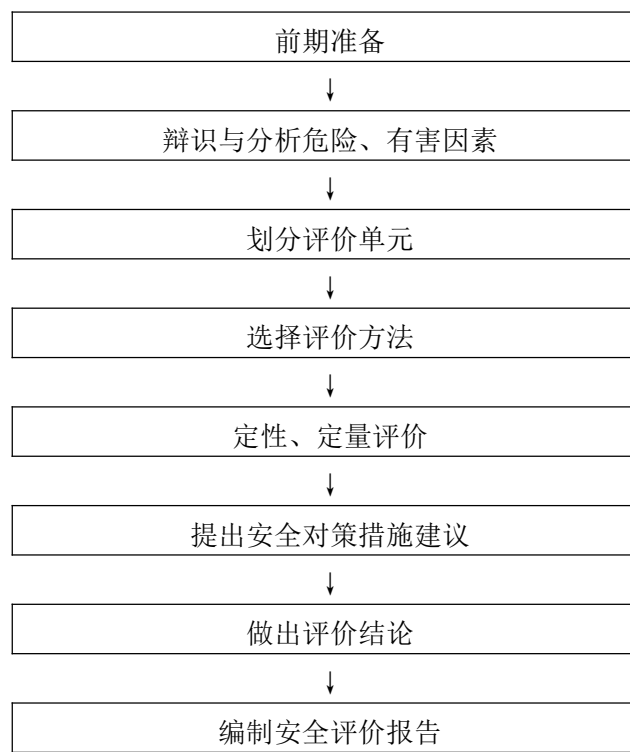 前期准备
↓
辩识与分析危险、有害因素
↓
划分评价单元
↓
选择评价方法
↓
定性、定量评价
↓
提出安全对策措施建议
↓
做出评价结论
↓
编制安全评价报告